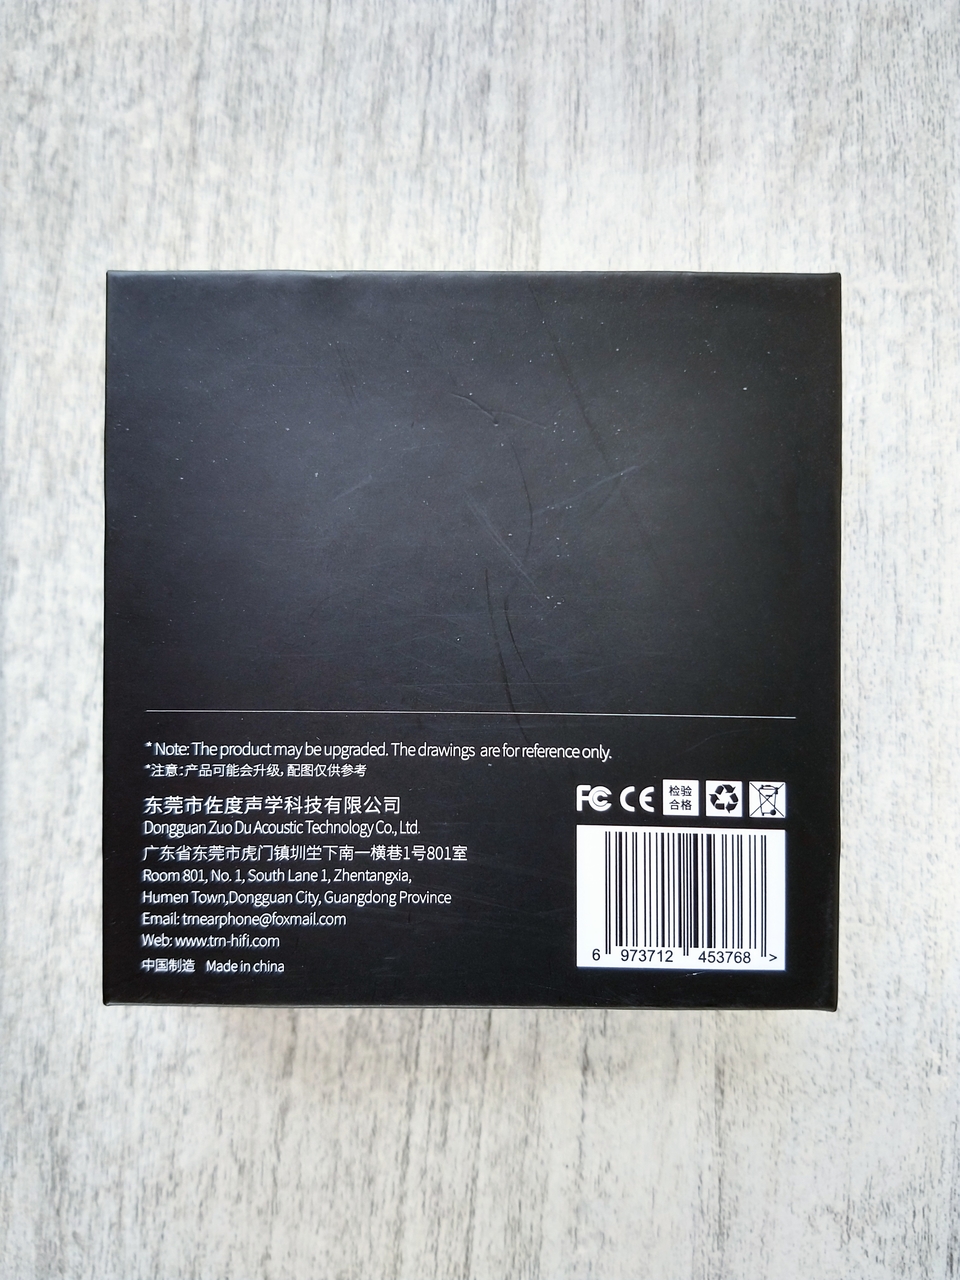 * Note: The product may be upgraded. The drawings are for reference only.
*注意:产品可能会升级, 配图仅供参考
东莞市佐度声学科技有限公司
Dongguan Zuo Du Acoustic Technology Co., Ltd.
广东省东莞市虎门镇圳坣下南一横巷1号801室
Room 801, No. 1, South Lane 1, Zhentangxia,
Humen Town,Dongguan City, Guangdong Province
Email: trnearphone@foxmail.com
Web: www.trn-hifi.com
中国制造 Made in china
FC CE 检验
合格
6 973712 453768 >